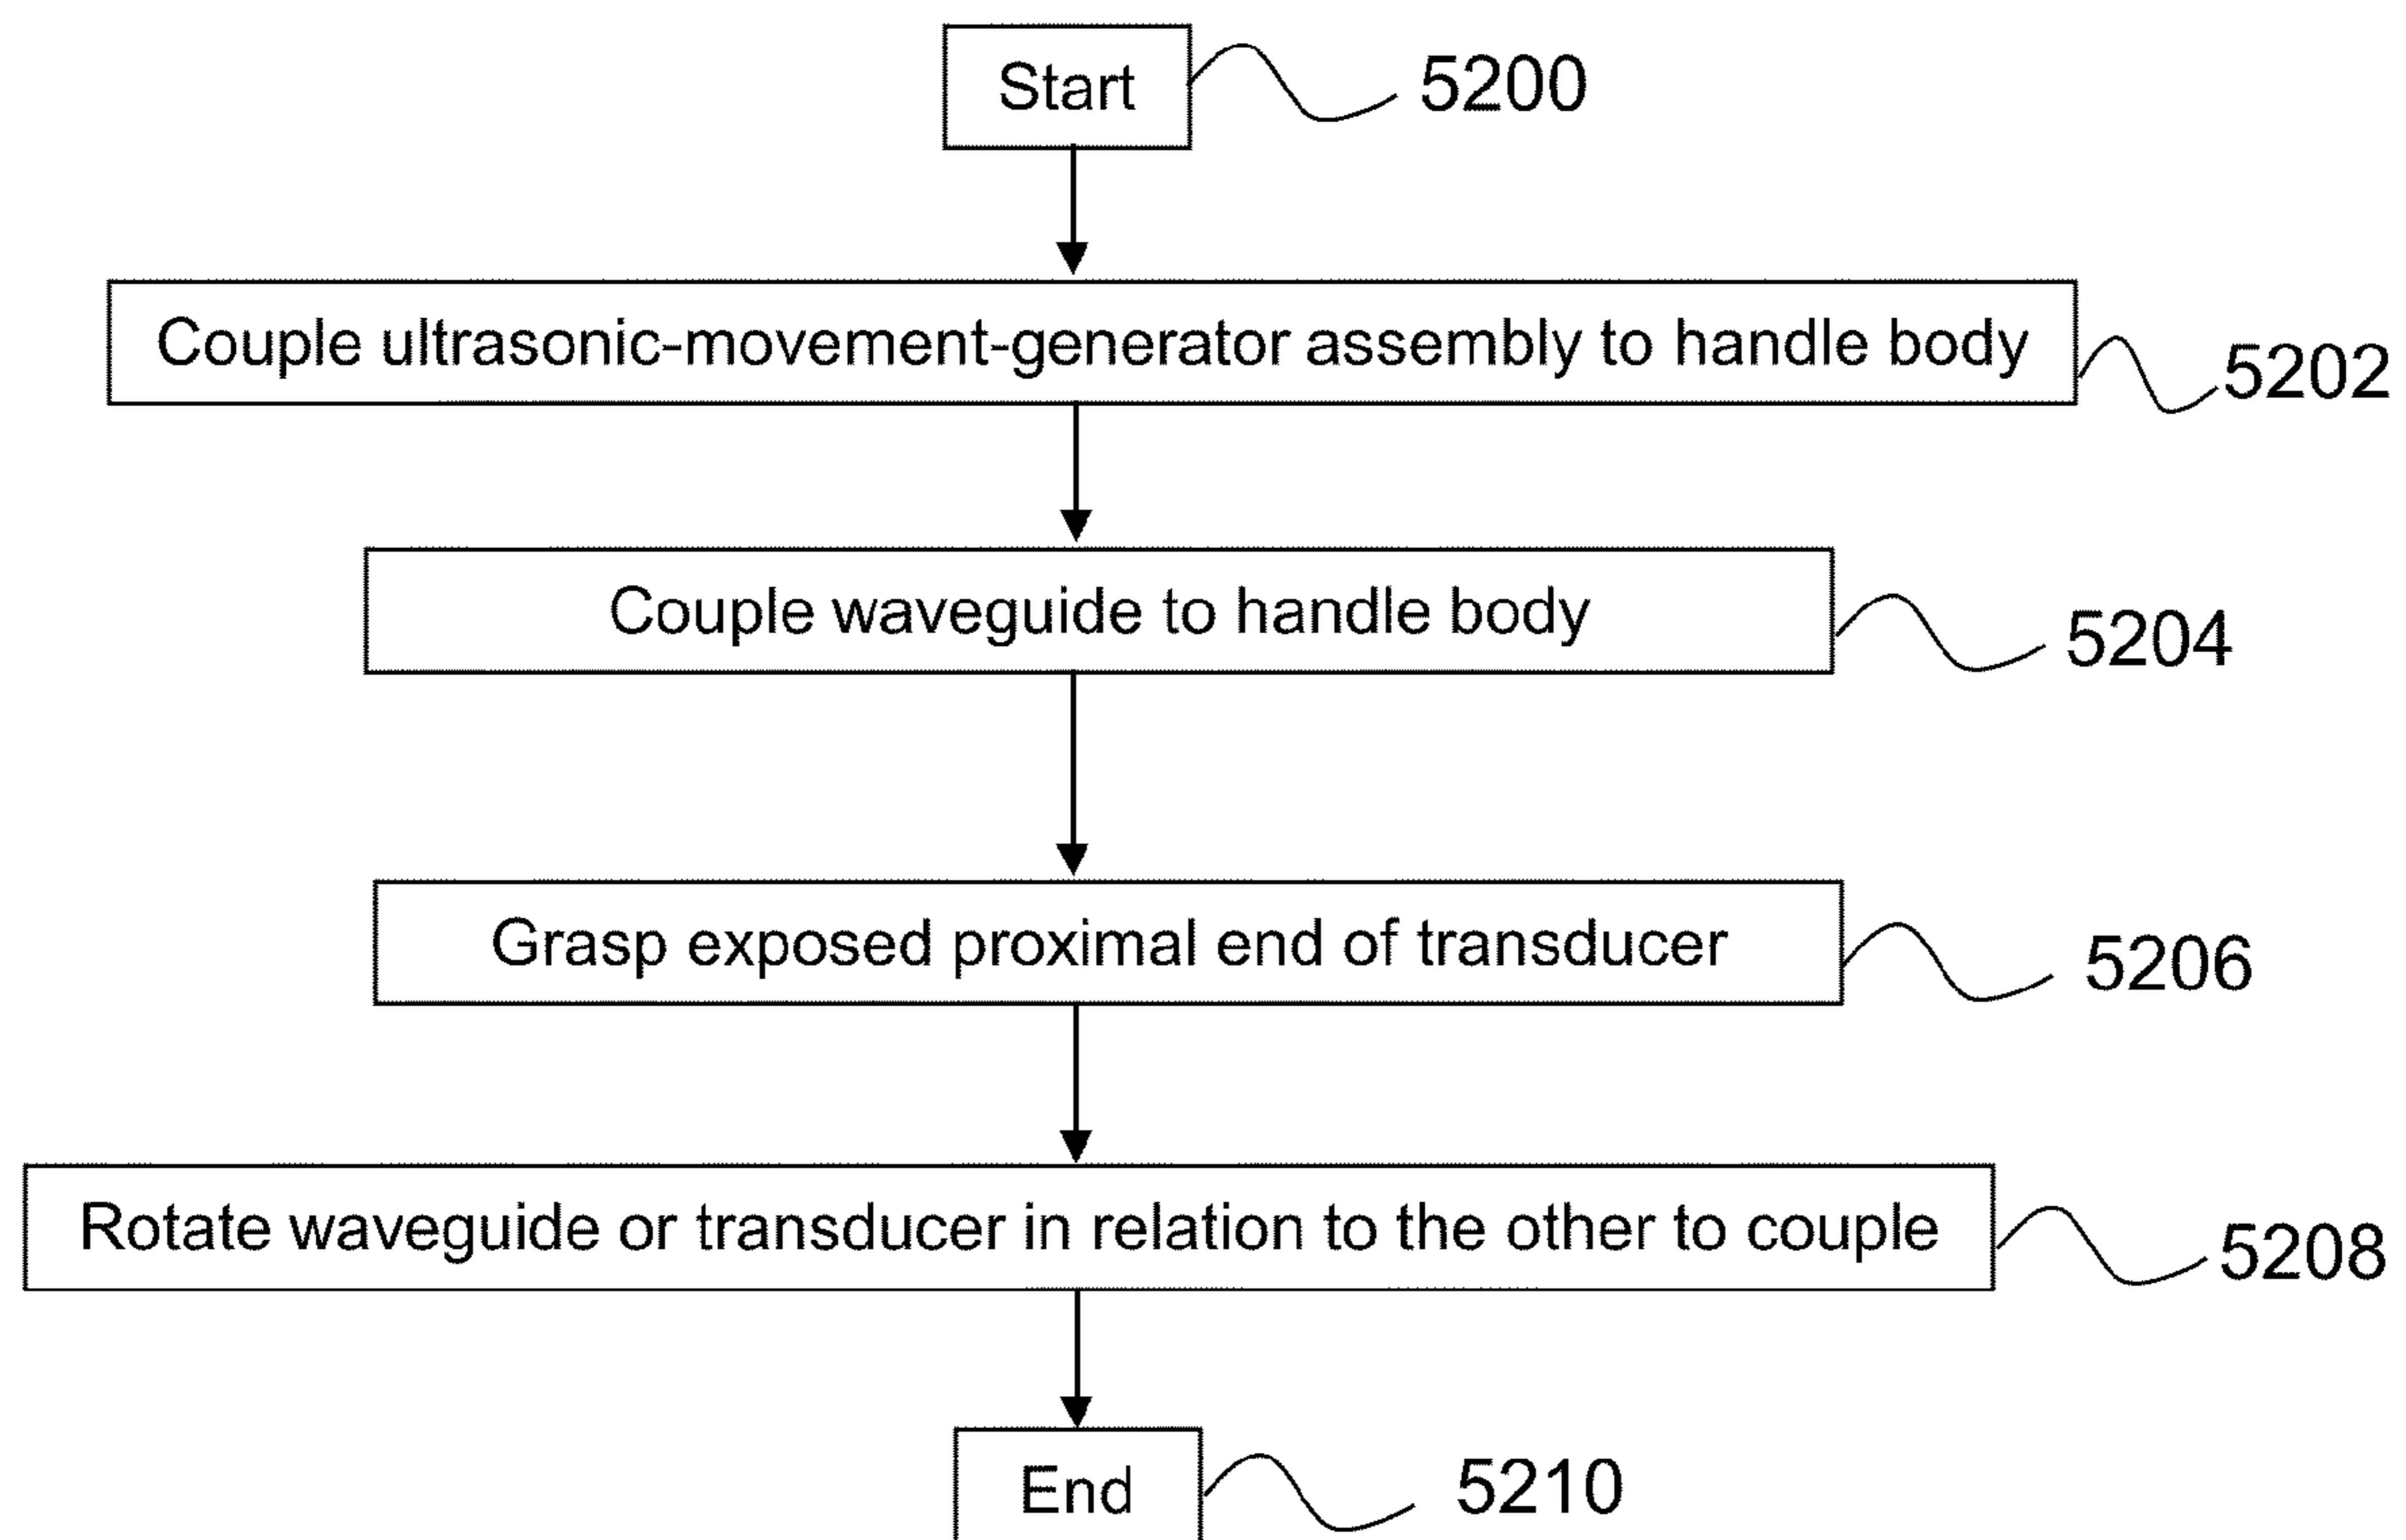 Start
5200
Couple ultrasonic-movement-generator assembly to handle body
5202
Couple waveguide to handle body
5204
Grasp exposed proximal end of transducer
5206
Rotate waveguide or transducer in relation to the other to couple
5208
End
5210